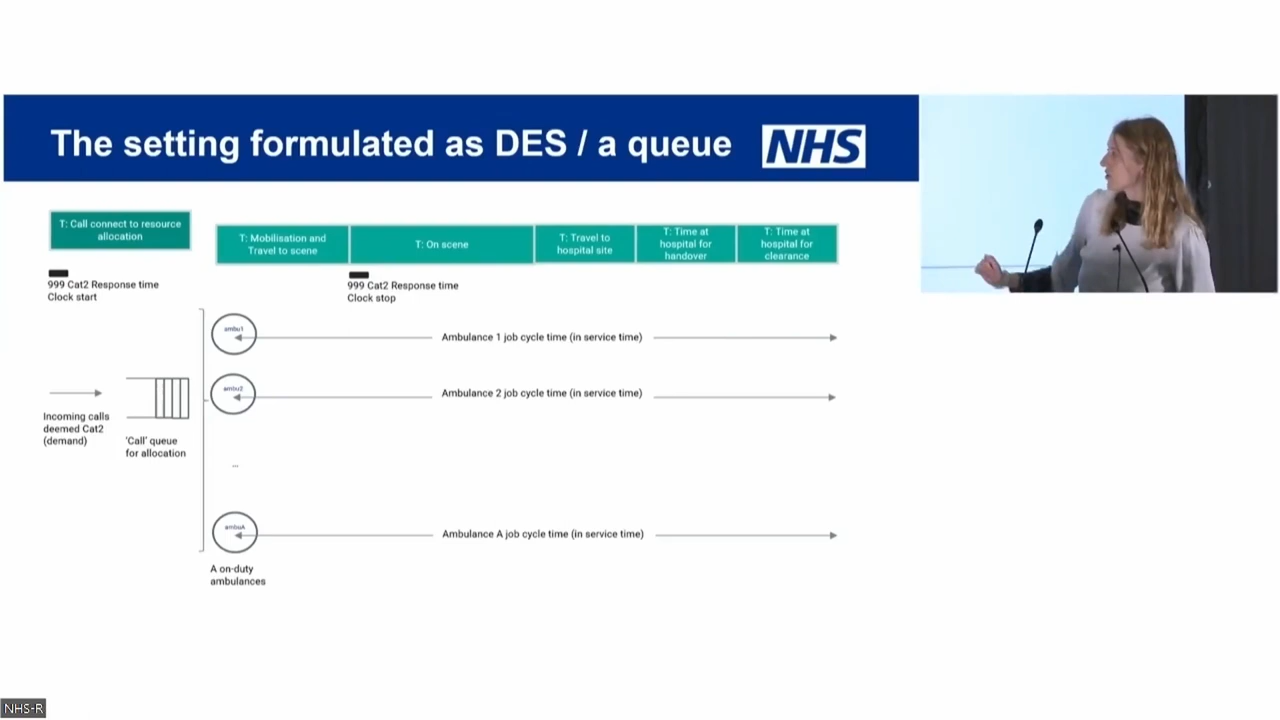 The setting formulated as DES / a queue
NHS
T: Call connect to resource
allocation
T: Mobilisation and
Travel to scene
T: On scene
T: Travel to
hospital site
T: Time at
hospital for
handover
T: Time at
hospital for
clearance
999 Cat2 Response time
Clock start
999 Cat2 Response time
Clock stop
ambu1
Ambulance 1 job cycle time (in service time)
ambu2
Ambulance 2 job cycle time (in service time)
Incoming calls
deemed Cat2
(demand)
'Call' queue
for allocation
...
ambuA
Ambulance A job cycle time (in service time)
A on-duty
ambulances
NHS-R